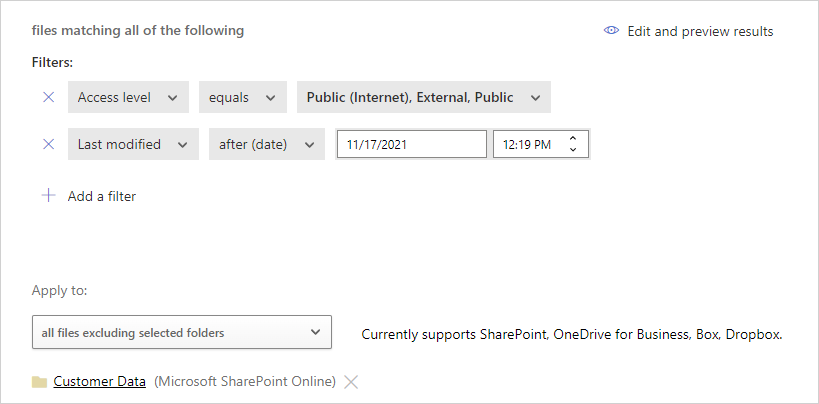 files matching all of the following
Edit and preview results
Filters:
Access level equals Public (Internet), External, Public
Last modified after (date) 11/17/2021 12:19 PM
Add a filter
Apply to:
all files excluding selected folders Currently supports SharePoint, OneDrive for Business, Box, Dropbox.
Customer Data (Microsoft SharePoint Online)